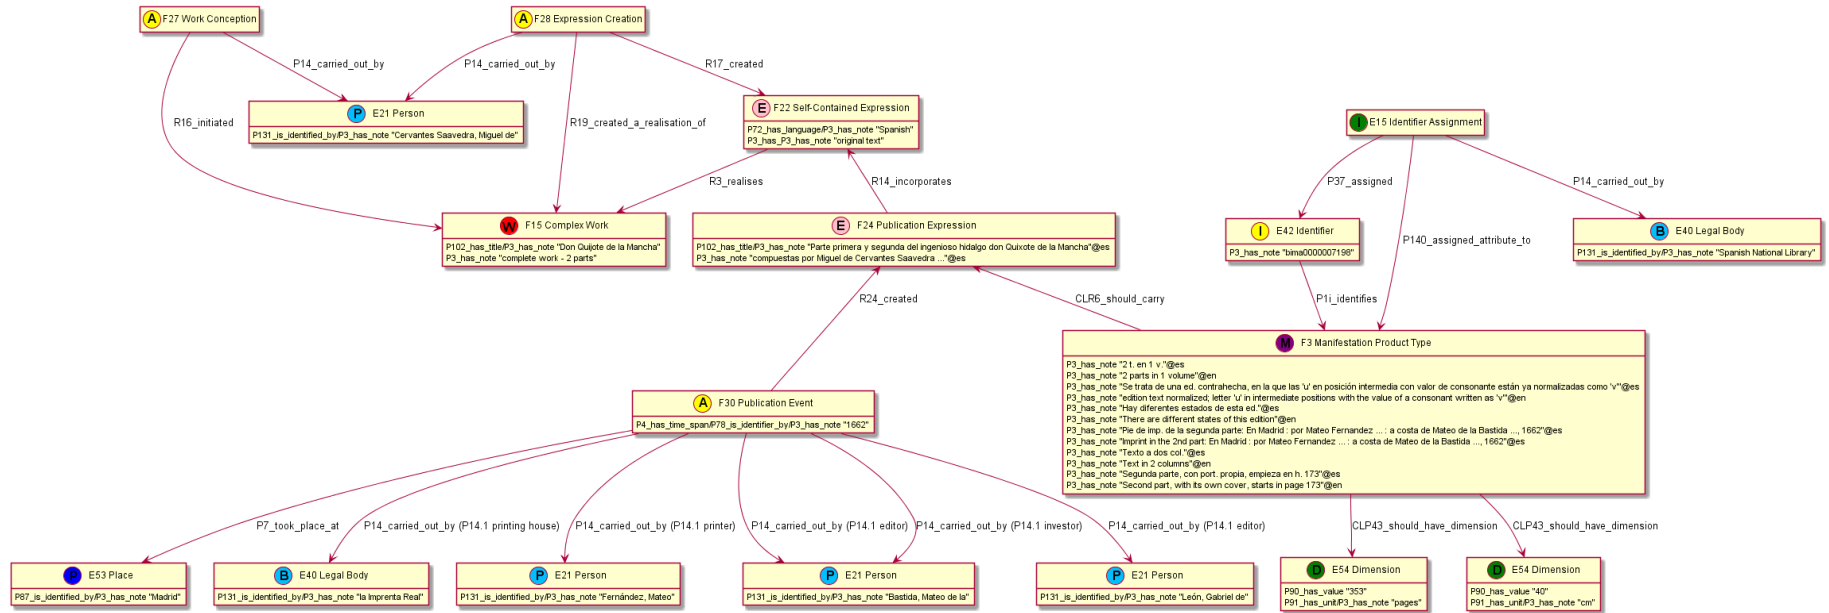 A F27 Work Conception
A F28 Expression Creation
P14_carried_out_by
P14_carried_out_by
R17_created
P E21 Person
P131_is_identified_by/P3_has_note "Cervantes Saavedra, Miguel de"
E F22 Self-Contained Expression
P72_has_language/P3_has_note "Spanish"
P3_has_P3_has_note "original text"
I E15 Identifier Assignment
R16_initiated
R19_created_a_realisation_of
R3_realises
R14_incorporates
P37_assigned
P14_carried_out_by
P140_assigned_attribute_to
W F15 Complex Work
P102_has_title/P3_has_note "Don Quijote de la Mancha"
P3_has_note "complete work - 2 parts"
E F24 Publication Expression
P102_has_title/P3_has_note "Parte primera y segunda del ingenioso hidalgo don Quixote de la Mancha"@es
P3_has_note "compuestas por Miguel de Cervantes Saavedra ..."@es
I E42 Identifier
P3_has_note "bima0000007198"
B E40 Legal Body
P131_is_identified_by/P3_has_note "Spanish National Library"
R24_created
CLR6_should_carry
P1i_identifies
M F3 Manifestation Product Type
P3_has_note "2 t. en 1 v."@es
P3_has_note "2 parts in 1 volume"@en
P3_has_note "Se trata de una ed. contrahecha, en la que las 'u' en posición intermedia con valor de consonante están ya normalizadas como 'v'"@es
P3_has_note "edition text normalized; letter 'u' in intermediate positions with the value of a consonant written as 'v'"@en
P3_has_note "Hay diferentes estados de esta ed."@es
P3_has_note "There are different states of this edition"@en
P3_has_note "Pie de imp. de la segunda parte: En Madrid : por Mateo Fernandez ... : a costa de Mateo de la Bastida ..., 1662"@es
P3_has_note "Imprint in the 2nd part: En Madrid : por Mateo Fernandez ... : a costa de Mateo de la Bastida ..., 1662"@es
P3_has_note "Texto a dos col."@es
P3_has_note "Text in 2 columns"@en
P3_has_note "Segunda parte, con port. propia, empieza en h. 173"@es
P3_has_note "Second part, with its own cover, starts in page 173"@en
A F30 Publication Event
P4_has_time_span/P78_is_identifier_by/P3_has_note "1662"
P7_took_place_at
P14_carried_out_by (P14.1 printing house)
P14_carried_out_by (P14.1 printer)
P14_carried_out_by (P14.1 editor)
P14_carried_out_by (P14.1 investor)
P14_carried_out_by (P14.1 editor)
CLP43_should_have_dimension
CLP43_should_have_dimension
P E53 Place
P87_is_identified_by/P3_has_note "Madrid"
B E40 Legal Body
P131_is_identified_by/P3_has_note "la Imprenta Real"
P E21 Person
P131_is_identified_by/P3_has_note "Fernández, Mateo"
P E21 Person
P131_is_identified_by/P3_has_note "Bastida, Mateo de la"
P E21 Person
P131_is_identified_by/P3_has_note "León, Gabriel de"
D E54 Dimension
P90_has_value "353"
P91_has_unit/P3_has_note "pages"
D E54 Dimension
P90_has_value "40"
P91_has_unit/P3_has_note "cm"